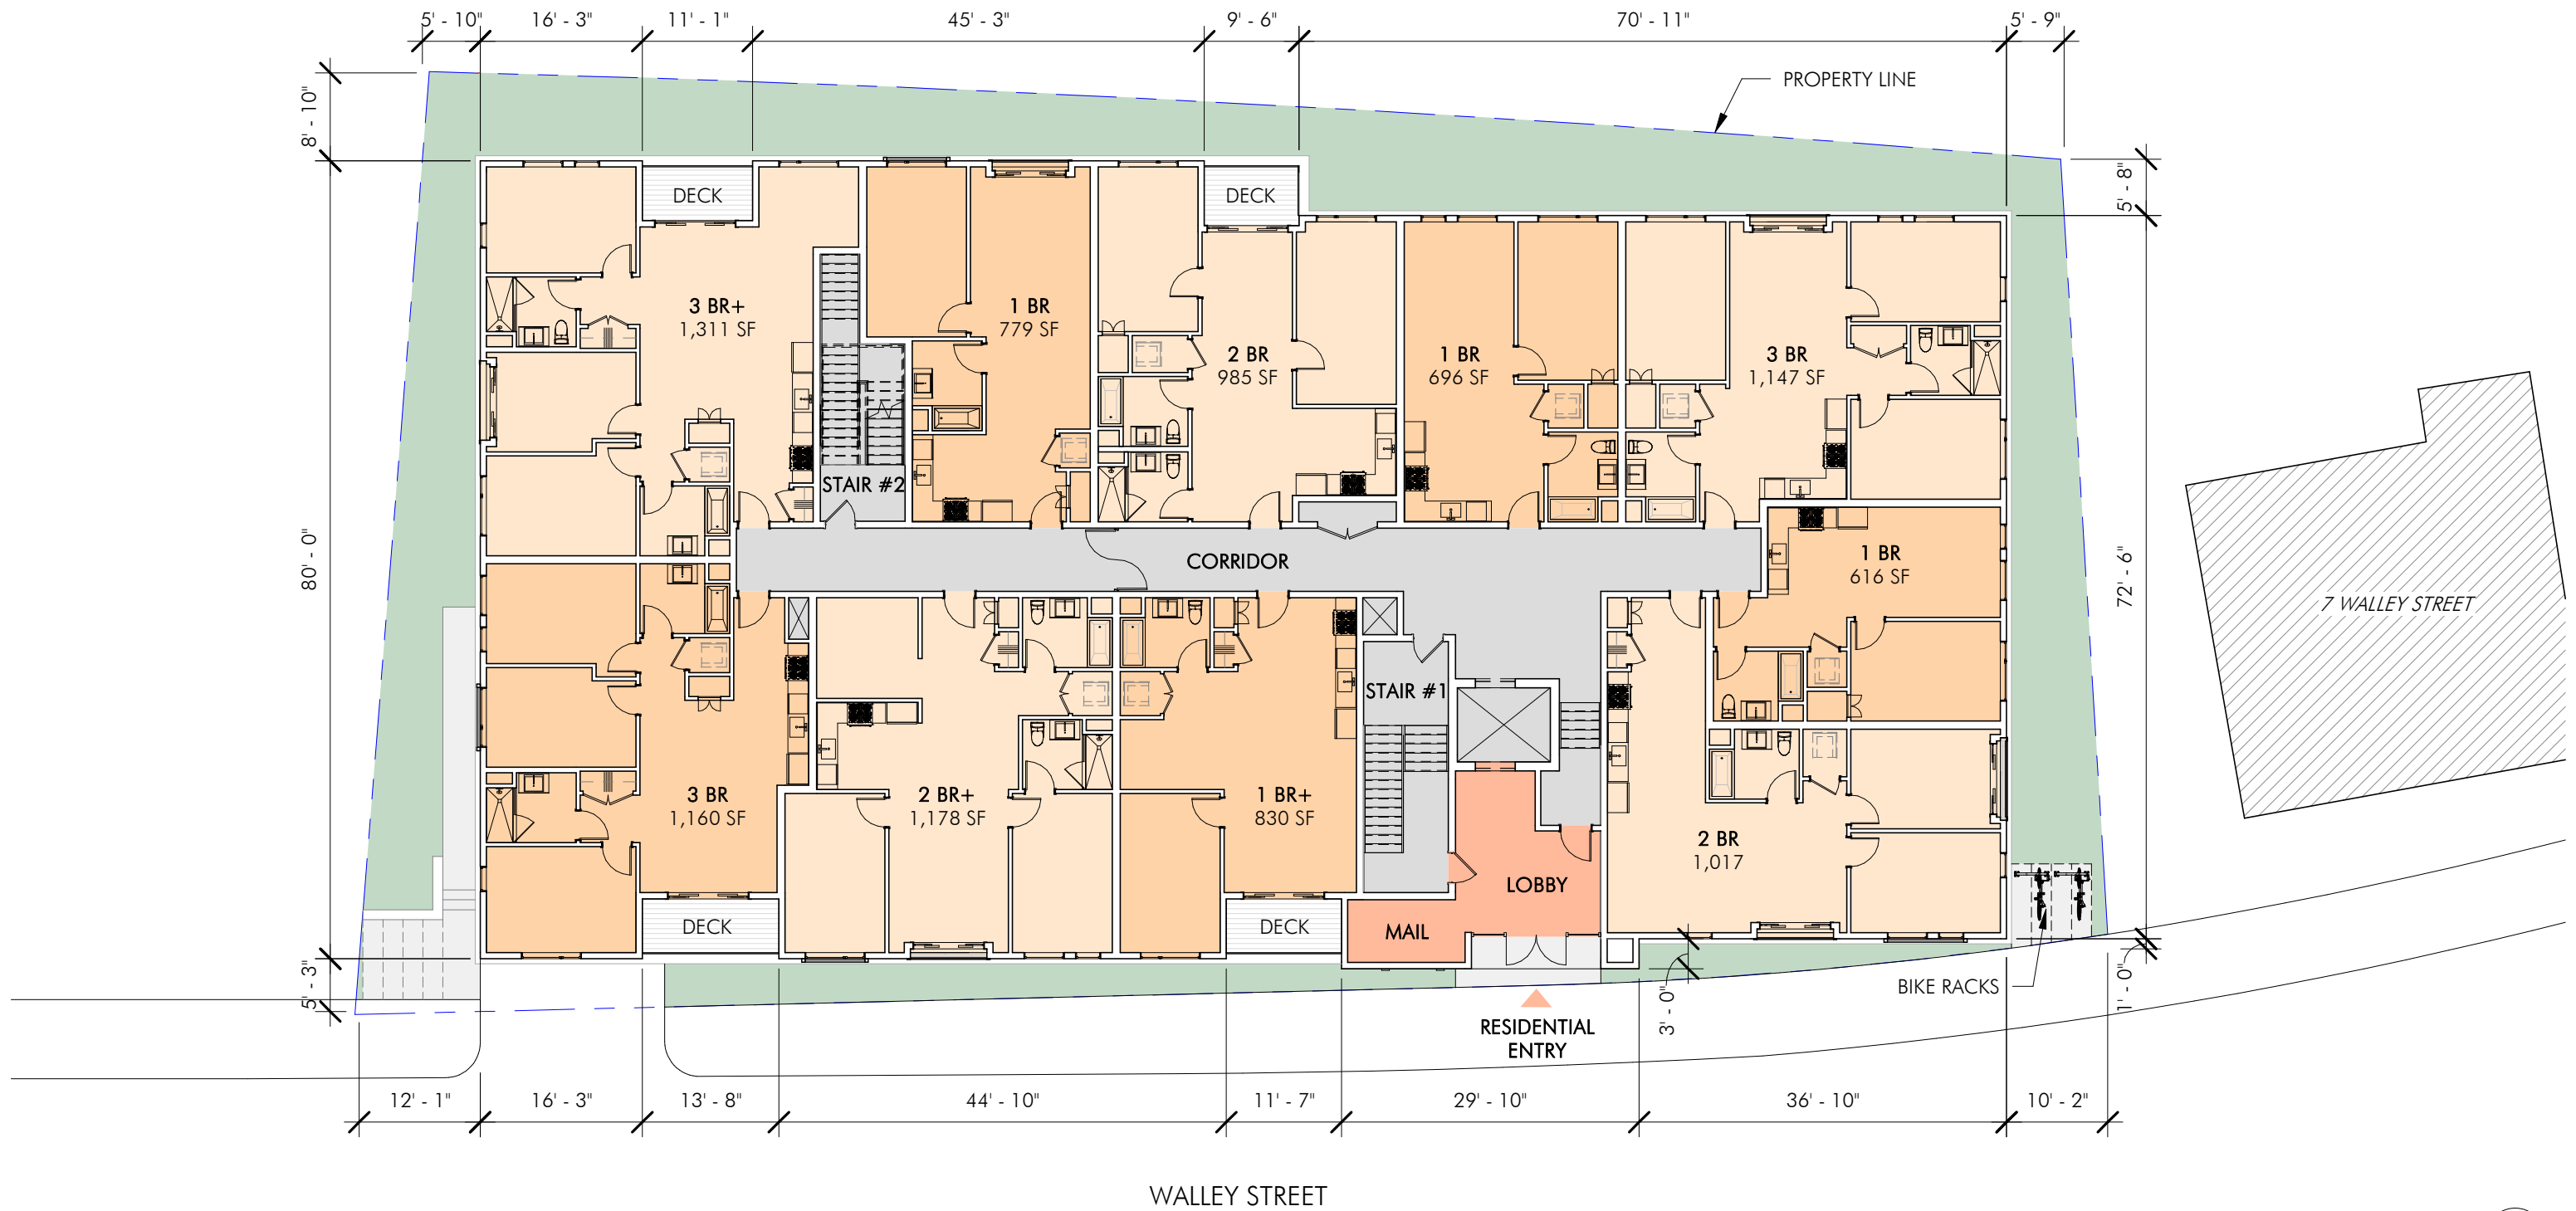 5' - 10"
16' - 3"
11' - 1"
45' - 3"
9' - 6"
70' - 11"
5' - 9"
PROPERTY LINE
8' - 10"
5' - 8"
DECK
DECK
3 BR+
1,311 SF
1 BR
779 SF
2 BR
985 SF
1 BR
696 SF
3 BR
1,147 SF
STAIR #2
CORRIDOR
1 BR
616 SF
80' - 0"
72' - 6"
7 WALLEY STREET
STAIR #1
3 BR
1,160 SF
2 BR+
1,178 SF
1 BR+
830 SF
2 BR
1,017
LOBBY
MAIL
DECK
DECK
5' - 3"
BIKE RACKS
1' - 0"
3' - 0"
RESIDENTIAL
ENTRY
12' - 1"
16' - 3"
13' - 8"
44' - 10"
11' - 7"
29' - 10"
36' - 10"
10' - 2"
WALLEY STREET